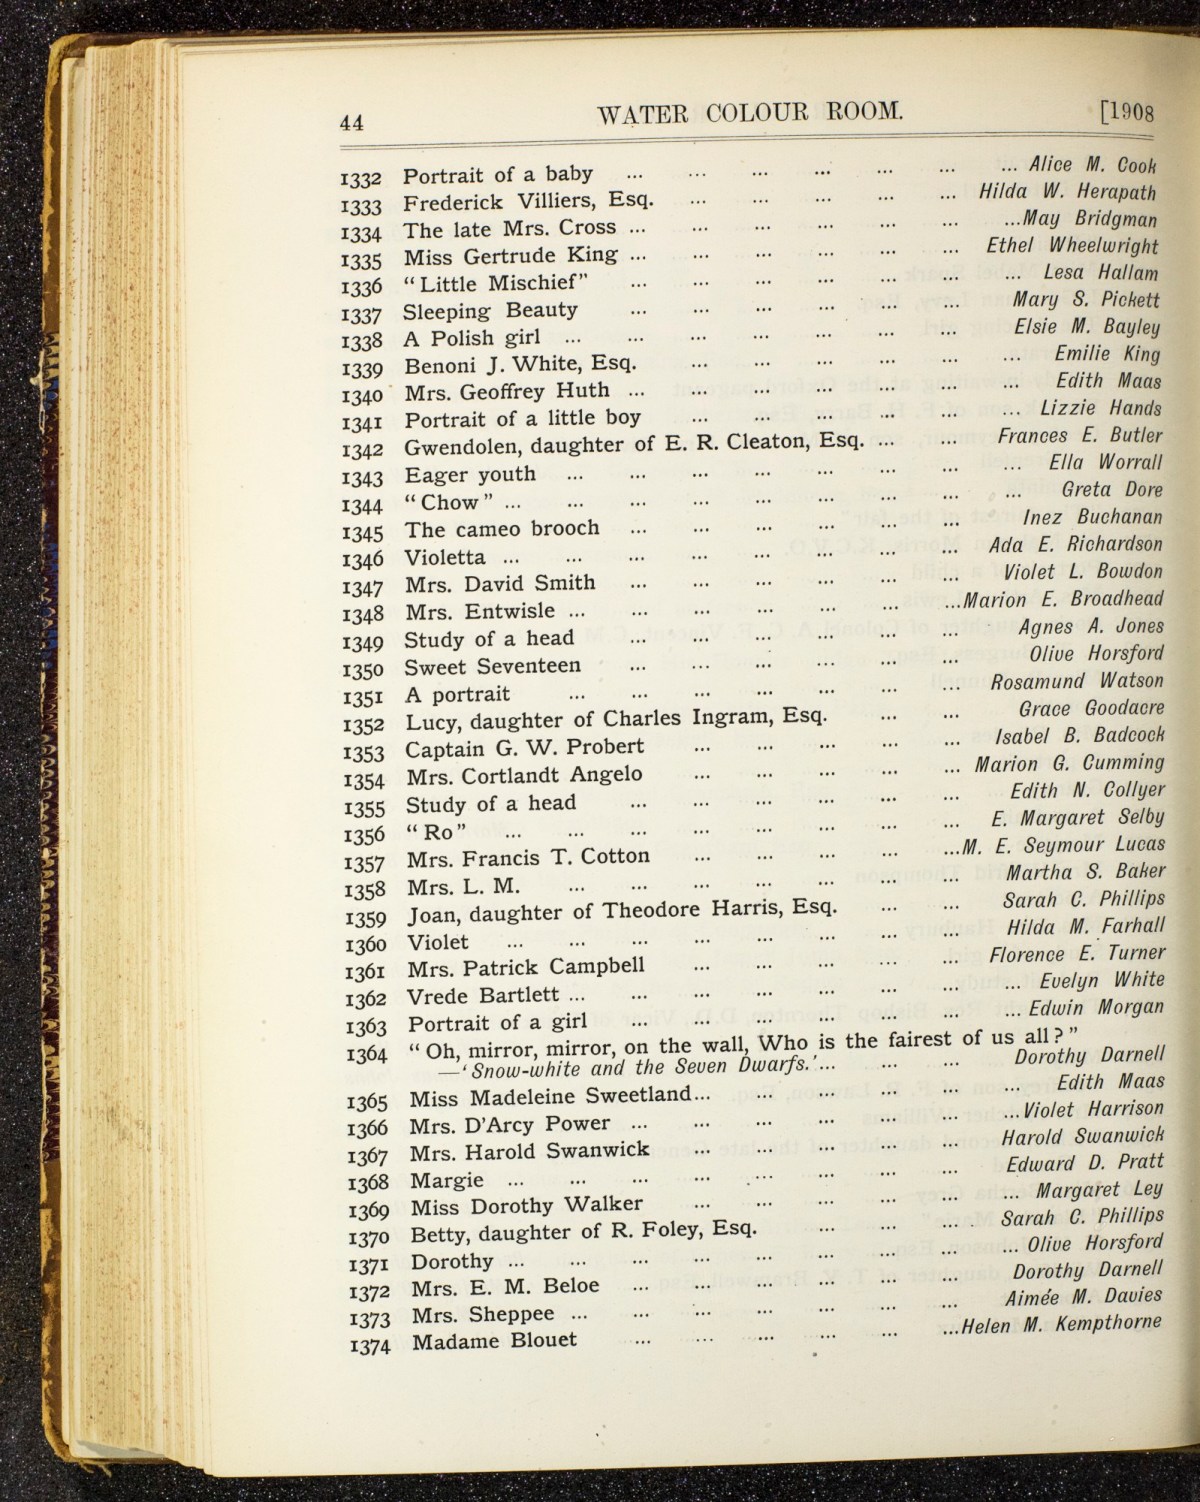 44 WATER COLOUR ROOM. [1908
1332 Portrait of a baby ... ... ... ... ... ... ... Alice M. Cook
1333 Frederick Villiers, Esq. ... ... ... ... ... Hilda W. Herapath
1334 The late Mrs. Cross ... ... ... ... ... ... ...May Bridgman
1335 Miss Gertrude King ... ... ... ... ... ... Ethel Wheelwright
1336 “Little Mischief” ... ... ... ... ... ... ... Lesa Hallam
1337 Sleeping Beauty ... ... ... ... ... ... Mary S. Pickett
1338 A Polish girl ... ... ... ... ... ... ... Elsie M. Bayley
1339 Benoni J. White, Esq. ... ... ... ... ... ... Emilie King
1340 Mrs. Geoffrey Huth ... ... ... ... ... ... ... Edith Maas
1341 Portrait of a little boy ... ... ... ... ... ... Lizzie Hands
1342 Gwendolen, daughter of E. R. Cleaton, Esq. ... ... Frances E. Butler
1343 Eager youth ... ... ... ... ... ... ... ... Ella Worrall
1344 “Chow” ... ... ... ... ... ... ... ... ... Greta Dore
1345 The cameo brooch ... ... ... ... ... ... Inez Buchanan
1346 Violetta ... ... ... ... ... ... ... ... Ada E. Richardson
1347 Mrs. David Smith ... ... ... ... ... ... Violet L. Bowdon
1348 Mrs. Entwisle ... ... ... ... ... ... ...Marion E. Broadhead
1349 Study of a head ... ... ... ... ... ... Agnes A. Jones
1350 Sweet Seventeen ... ... ... ... ... ... Olive Horsford
1351 A portrait ... ... ... ... ... ... ... Rosamund Watson
1352 Lucy, daughter of Charles Ingram, Esq. ... ... Grace Goodacre
1353 Captain G. W. Probert ... ... ... ... ... Isabel B. Badcock
1354 Mrs. Cortlandt Angelo ... ... ... ... ... Marion G. Cumming
1355 Study of a head ... ... ... ... ... ... Edith N. Collyer
1356 “Ro” ... ... ... ... ... ... ... ... E. Margaret Selby
1357 Mrs. Francis T. Cotton ... ... ... ... ...M. E. Seymour Lucas
1358 Mrs. L. M. ... ... ... ... ... ... ... Martha S. Baker
1359 Joan, daughter of Theodore Harris, Esq. ... ... Sarah C. Phillips
1360 Violet ... ... ... ... ... ... ... ... Hilda M. Farhall
1361 Mrs. Patrick Campbell ... ... ... ... ... Florence E. Turner
1362 Vrede Bartlett ... ... ... ... ... ... ... ... Evelyn White
1363 Portrait of a girl ... ... ... ... ... ... ... Edwin Morgan
1364 “Oh, mirror, mirror, on the wall, Who is the fairest of us all?”
—‘Snow-white and the Seven Dwarfs.’... ... ... Dorothy Darnell
1365 Miss Madeleine Sweetland... ... ... ... ... ... Edith Maas
1366 Mrs. D'Arcy Power ... ... ... ... ... ... ...Violet Harrison
1367 Mrs. Harold Swanwick ... ... ... ... ... Harold Swanwick
1368 Margie ... ... ... ... ... ... ... ... Edward D. Pratt
1369 Miss Dorothy Walker ... ... ... ... ... ... Margaret Ley
1370 Betty, daughter of R. Foley, Esq. ... ... ... Sarah C. Phillips
1371 Dorothy ... ... ... ... ... ... ... ... ... Olive Horsford
1372 Mrs. E. M. Beloe ... ... ... ... ... ... Dorothy Darnell
1373 Mrs. Sheppee ... ... ... ... ... ... ... Aimée M. Davies
1374 Madame Blouet ... ... ... ... ... ...Helen M. Kempthorne